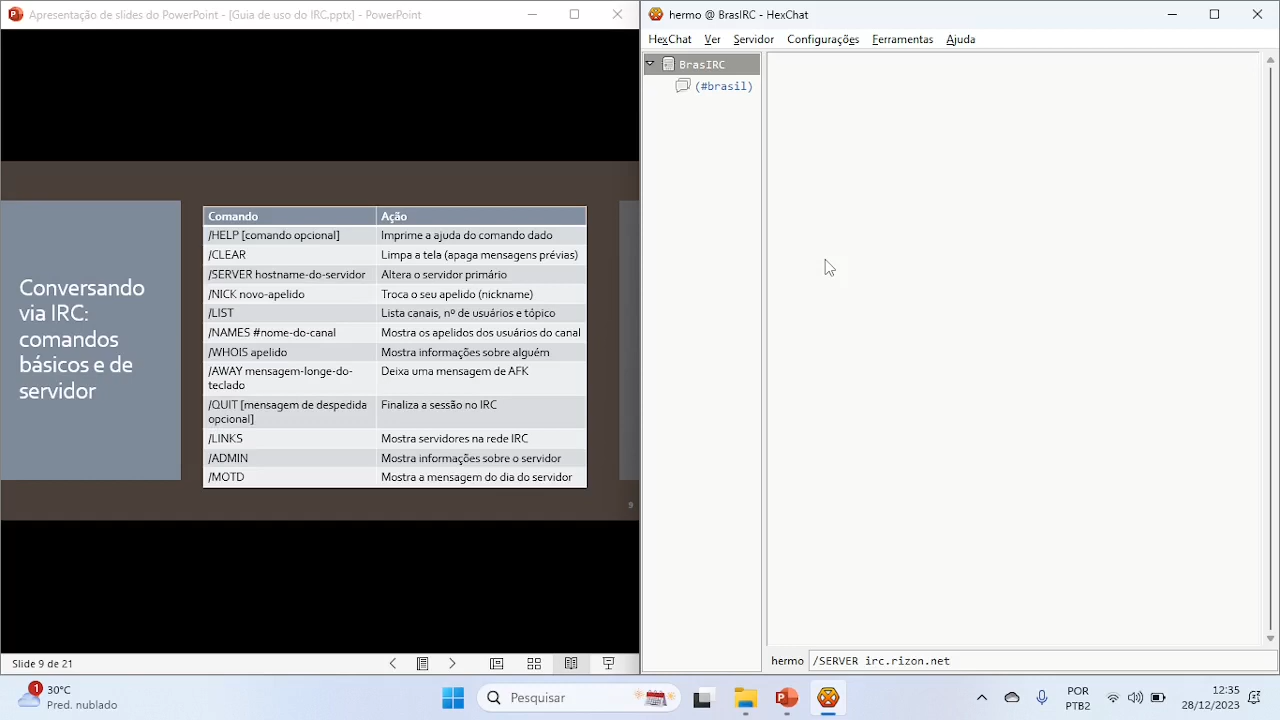 Apresentação de slides do PowerPoint - [Guia de uso do IRC.pptx] - PowerPoint
Conversando
via IRC:
comandos
básicos e de
servidor
Comando Ação
/HELP [comando opcional] Imprime a ajuda do comando dado
/CLEAR Limpa a tela (apaga mensagens prévias)
/SERVER hostname-do-servidor Altera o servidor primário
/NICK novo-apelido Troca o seu apelido (nickname)
/LIST Lista canais, nº de usuários e tópico
/NAMES #nome-do-canal Mostra os apelidos dos usuários do canal
/WHOIS apelido Mostra informações sobre alguém
/AWAY mensagem-longe-do- Deixa uma mensagem de AFK
teclado
/QUIT [mensagem de despedida Finaliza a sessão no IRC
opcional]
/LINKS Mostra servidores na rede IRC
/ADMIN Mostra informações sobre o servidor
/MOTD Mostra a mensagem do dia do servidor
9
Slide 9 de 21
hermo @ BrasIRC - HexChat
HexChat Ver Servidor Configurações Ferramentas Ajuda
BrasIRC
(#brasil)
hermo /SERVER irc.rizon.net
1
30°C
Pred. nublado
Pesquisar
POR
PTB2
12:35
28/12/2023